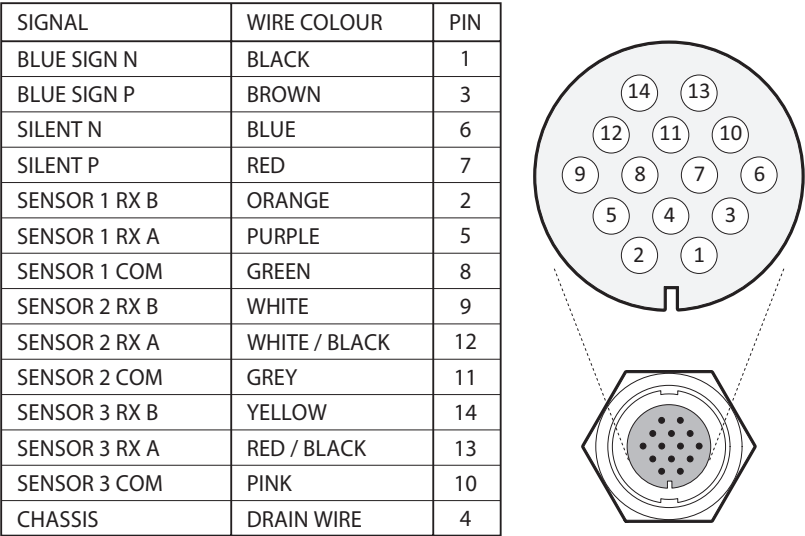 SIGNAL WIRE COLOUR PIN
BLUE SIGN N BLACK 1
BLUE SIGN P BROWN 3
SILENT N BLUE 6
SILENT P RED 7
SENSOR 1 RX B ORANGE 2
SENSOR 1 RX A PURPLE 5
SENSOR 1 COM GREEN 8
SENSOR 2 RX B WHITE 9
SENSOR 2 RX A WHITE / BLACK 12
SENSOR 2 COM GREY 11
SENSOR 3 RX B YELLOW 14
SENSOR 3 RX A RED / BLACK 13
SENSOR 3 COM PINK 10
CHASSIS DRAIN WIRE 4
14 13
12 11 10
9 8 7 6
5 4 3
2 1